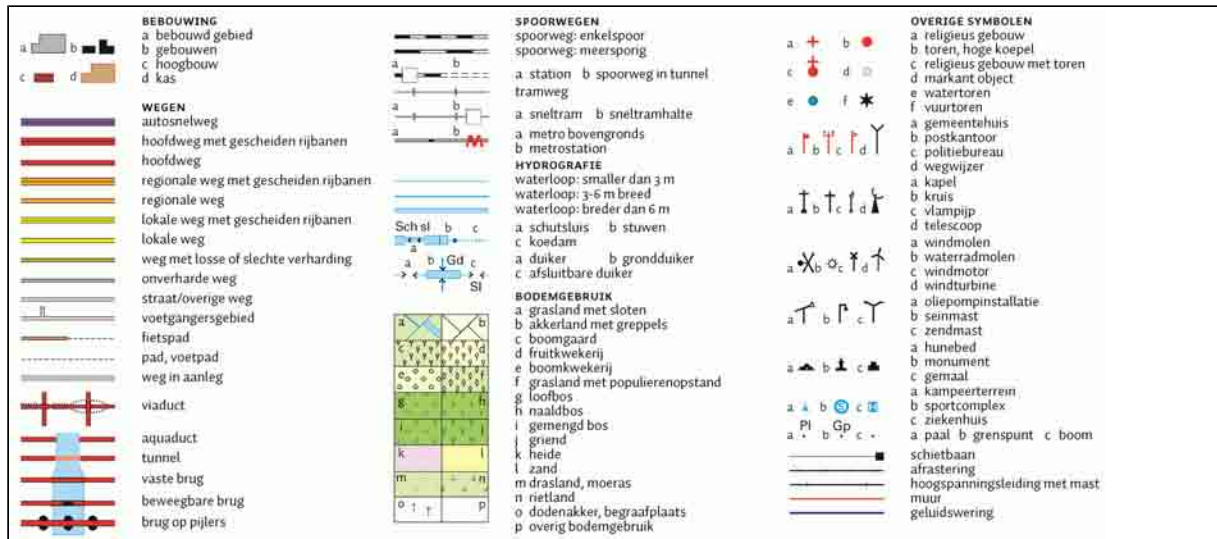 BEBOUWING
a bebouwd gebied
b gebouwen
c hoogbouw
d kas
a b
c d
WEGEN
autosnelweg
hoofdweg met gescheiden rijbanen
hoofdweg
regionale weg met gescheiden rijbanen
regionale weg
lokale weg met gescheiden rijbanen
lokale weg
weg met losse of slechte verharding
onverharde weg
straat/overige weg
voetgangersgebied
fietspad
pad, voetpad
weg in aanleg
viaduct
aquaduct
tunnel
vaste brug
beweegbare brug
brug op pijlers
SPOORWEGEN
spoorweg: enkelspoor
spoorweg: meersporig
a b
a station b spoorweg in tunnel
tramweg
a b
a sneltram b sneltramhalte
a b
a metro bovengronds
b metrostation
HYDROGRAFIE
waterloop: smaller dan 3 m
waterloop: 3-6 m breed
waterloop: breder dan 6 m
Sch sl b c
a
a schutsluis b stuwen
c koedam
a b Gd c
Sl
a duiker b grondduiker
c afsluitbare duiker
BODEMGEBRUIK
a grasland met sloten
b akkerland met greppels
c boomgaard
d fruitkwekerij
e boomkwekerij
f grasland met populierenopstand
g loofbos
h naaldbos
i gemengd bos
j griend
k heide
l zand
m drasland, moeras
n rietland
o dodenakker, begraafplaats
p overig bodemgebruik
a b
c d
e f
g h
i j
k l
m n
o p
OVERIGE SYMBOLEN
a religieus gebouw
b toren, hoge koepel
c religieus gebouw met toren
d markant object
e watertoren
f vuurtoren
a b
c d
e f
a gemeentehuis
b postkantoor
c politiebureau
d wegwijzer
a b c d
a kapel
b kruis
c vlampijp
d telescoop
a b c d
a windmolen
b waterradmolen
c windmotor
d windturbine
a b c d
a oliepompinstallatie
b seinmast
c zendmast
a b c
a hunebed
b monument
c gemaal
a b c
a kampeerterrein
b sportcomplex
c ziekenhuis
a b S c H
Pl Gp
a b c
a paal b grenspunt c boom
schietbaan
afrastering
hoogspanningsleiding met mast
muur
geluidswering